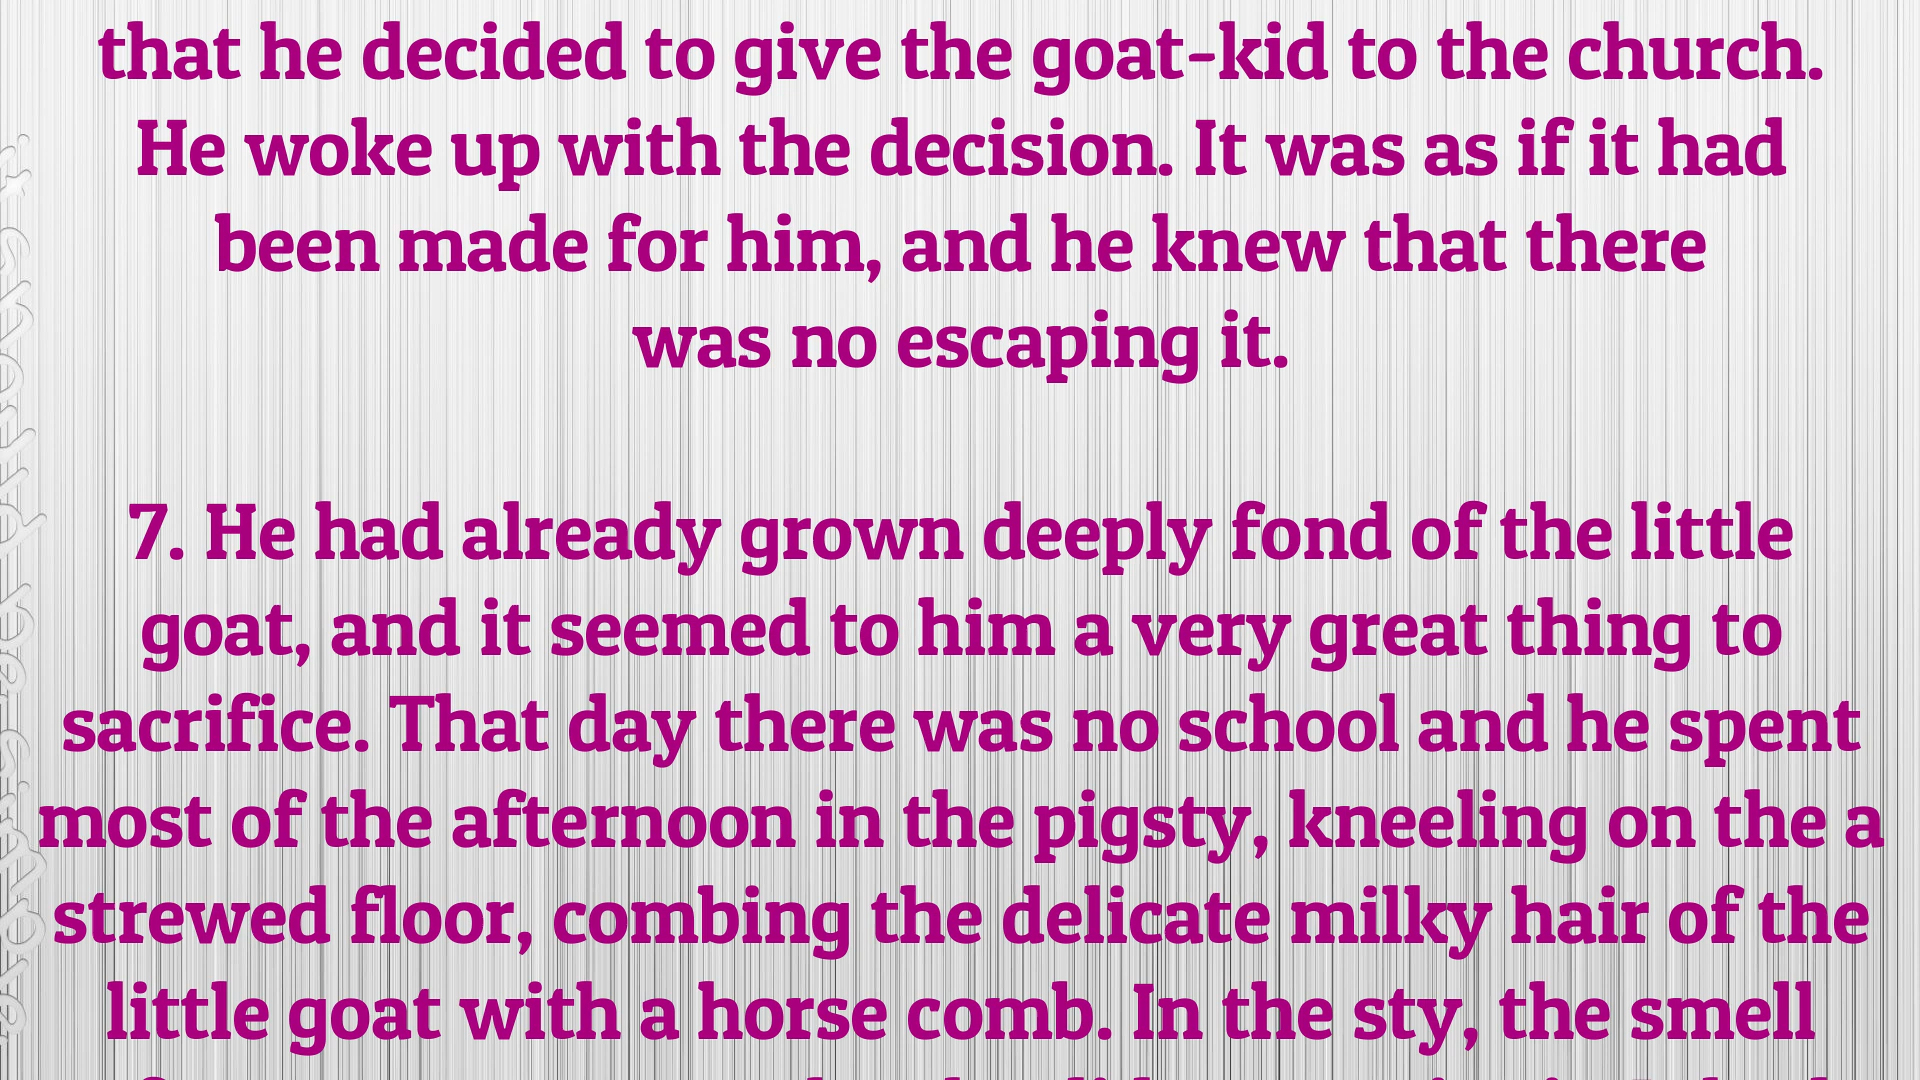 that he decided to give the goat-kid to the church.
He woke up with the decision. It was as if it had
been made for him, and he knew that there
was no escaping it.
7. He had already grown deeply fond of the little
goat, and it seemed to him a very great thing to
sacrifice. That day there was no school and he spent
most of the afternoon in the pigsty, kneeling on the a
strewed floor, combing the delicate milky hair of the
little goat with a horse comb. In the sty, the smell